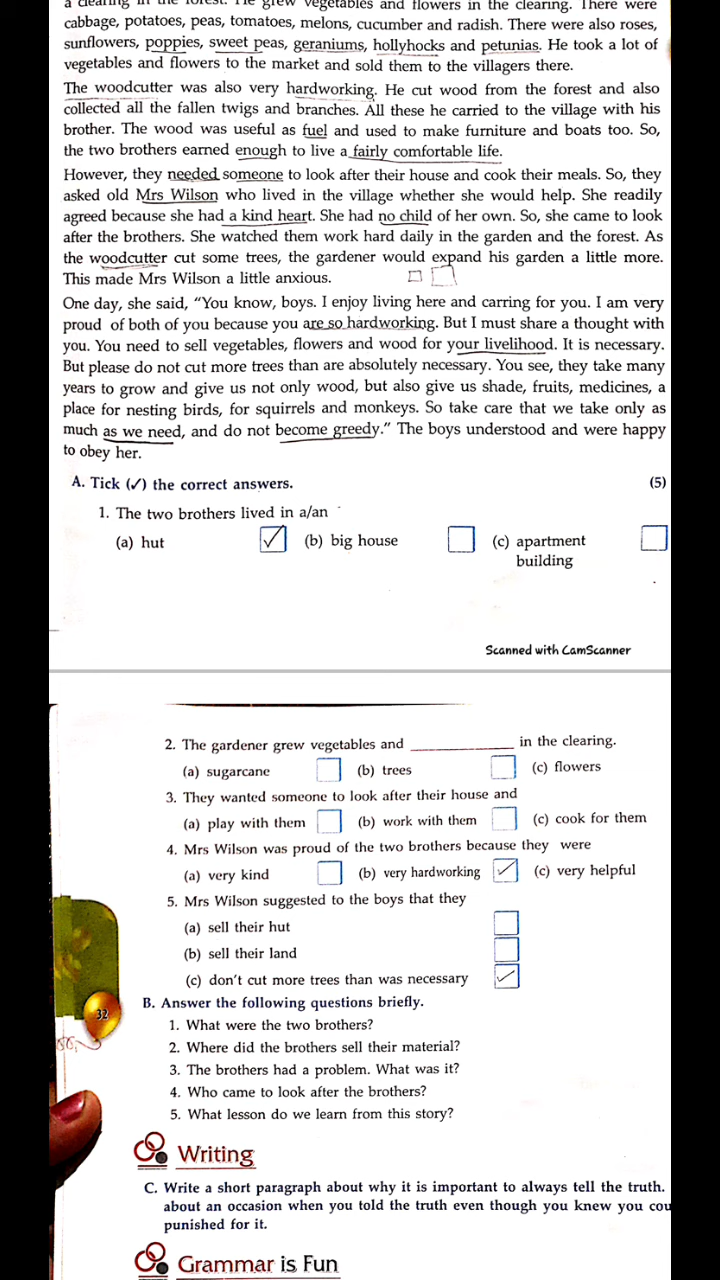 a clearing in the forest. He grew vegetables and flowers in the clearing. There were
cabbage, potatoes, peas, tomatoes, melons, cucumber and radish. There were also roses,
sunflowers, poppies, sweet peas, geraniums, hollyhocks and petunias. He took a lot of
vegetables and flowers to the market and sold them to the villagers there.
The woodcutter was also very hardworking. He cut wood from the forest and also
collected all the fallen twigs and branches. All these he carried to the village with his
brother. The wood was useful as fuel and used to make furniture and boats too. So,
the two brothers earned enough to live a fairly comfortable life.
However, they needed someone to look after their house and cook their meals. So, they
asked old Mrs Wilson who lived in the village whether she would help. She readily
agreed because she had a kind heart. She had no child of her own. So, she came to look
after the brothers. She watched them work hard daily in the garden and the forest. As
the woodcutter cut some trees, the gardener would expand his garden a little more.
This made Mrs Wilson a little anxious.
One day, she said, “You know, boys. I enjoy living here and carring for you. I am very
proud of both of you because you are so hardworking. But I must share a thought with
you. You need to sell vegetables, flowers and wood for your livelihood. It is necessary.
But please do not cut more trees than are absolutely necessary. You see, they take many
years to grow and give us not only wood, but also give us shade, fruits, medicines, a
place for nesting birds, for squirrels and monkeys. So take care that we take only as
much as we need, and do not become greedy.” The boys understood and were happy
to obey her.
A. Tick (✓) the correct answers. (5)
1. The two brothers lived in a/an
(a) hut ✓ (b) big house (c) apartment
building
Scanned with CamScanner
2. The gardener grew vegetables and ____________ in the clearing.
(a) sugarcane (b) trees (c) flowers
3. They wanted someone to look after their house and
(a) play with them (b) work with them (c) cook for them
4. Mrs Wilson was proud of the two brothers because they were
(a) very kind (b) very hardworking ✓ (c) very helpful
5. Mrs Wilson suggested to the boys that they
(a) sell their hut
(b) sell their land
(c) don’t cut more trees than was necessary ✓
B. Answer the following questions briefly.
32
1. What were the two brothers?
2. Where did the brothers sell their material?
3. The brothers had a problem. What was it?
4. Who came to look after the brothers?
5. What lesson do we learn from this story?
Writing
C. Write a short paragraph about why it is important to always tell the truth.
about an occasion when you told the truth even though you knew you cou
punished for it.
Grammar is Fun